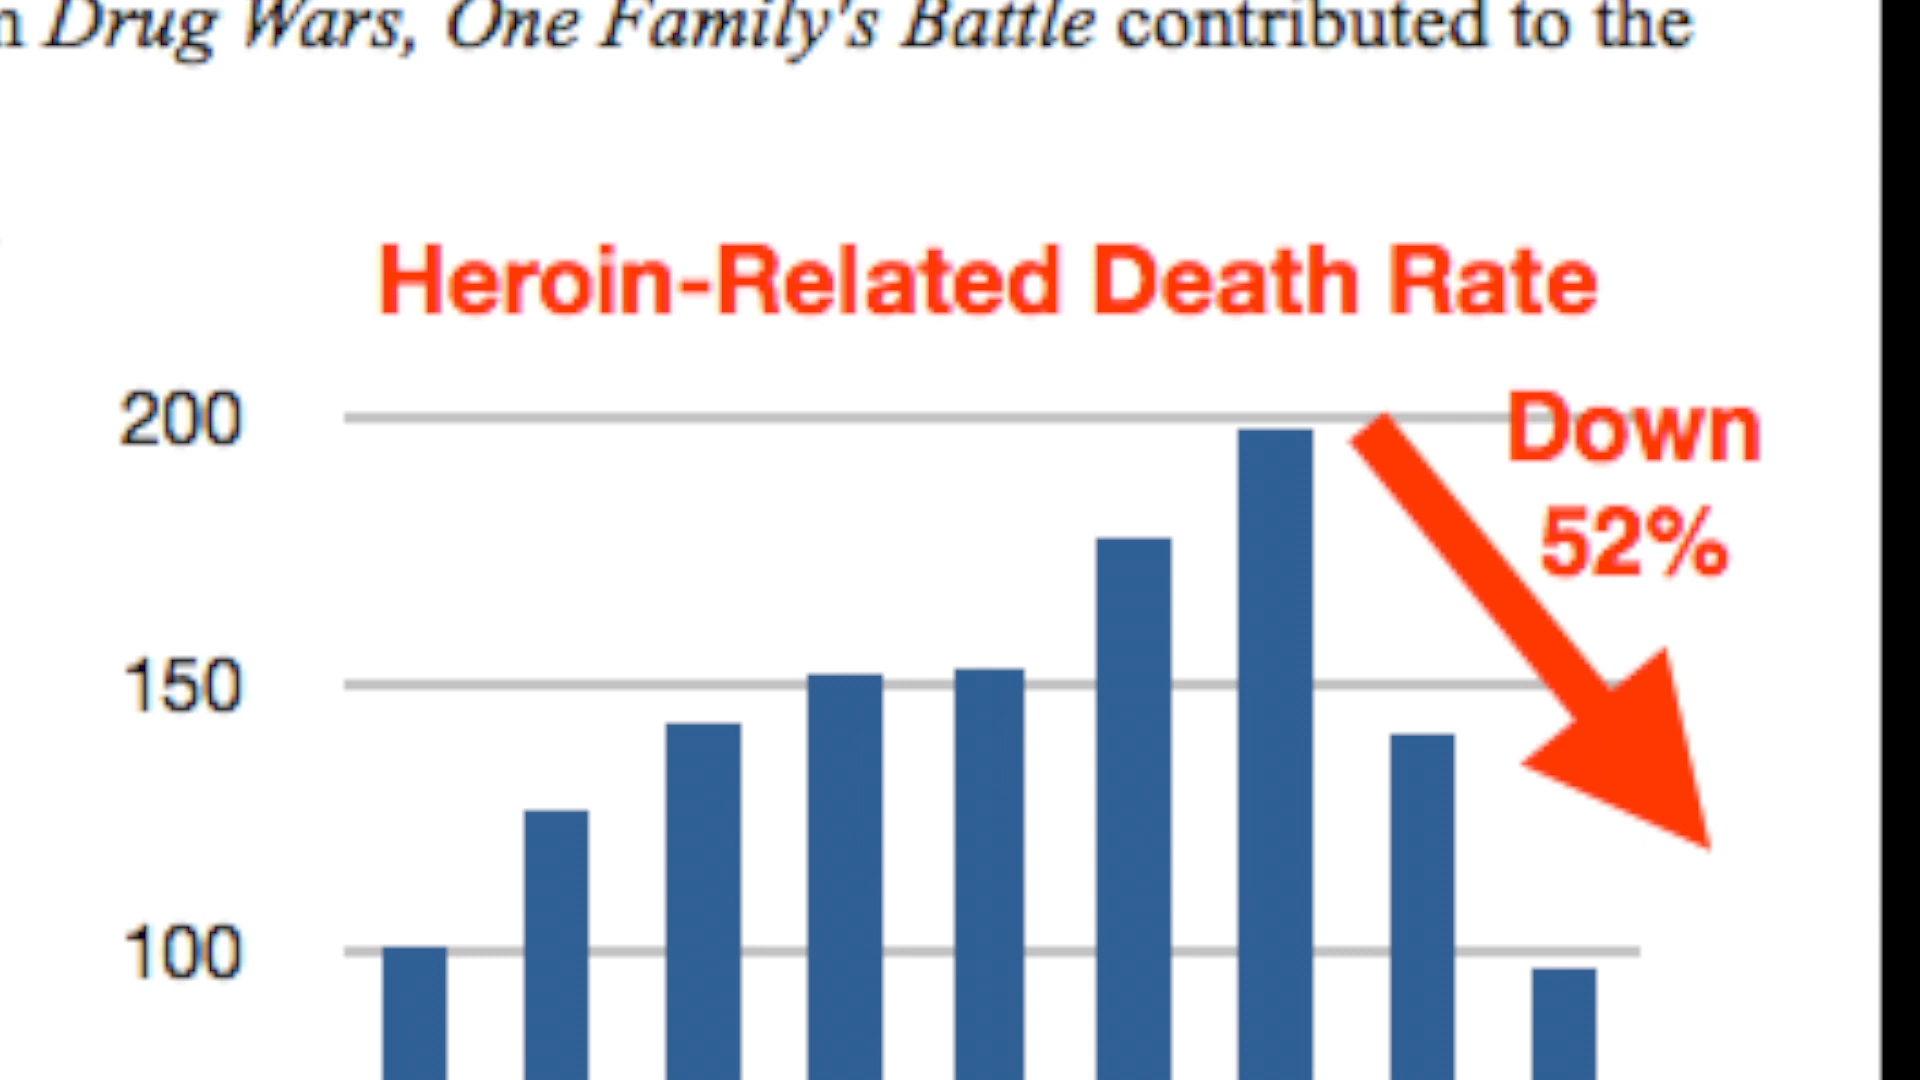 Drug Wars, One Family's Battle contributed to the
Heroin-Related Death Rate
200
Down
52%
150
100